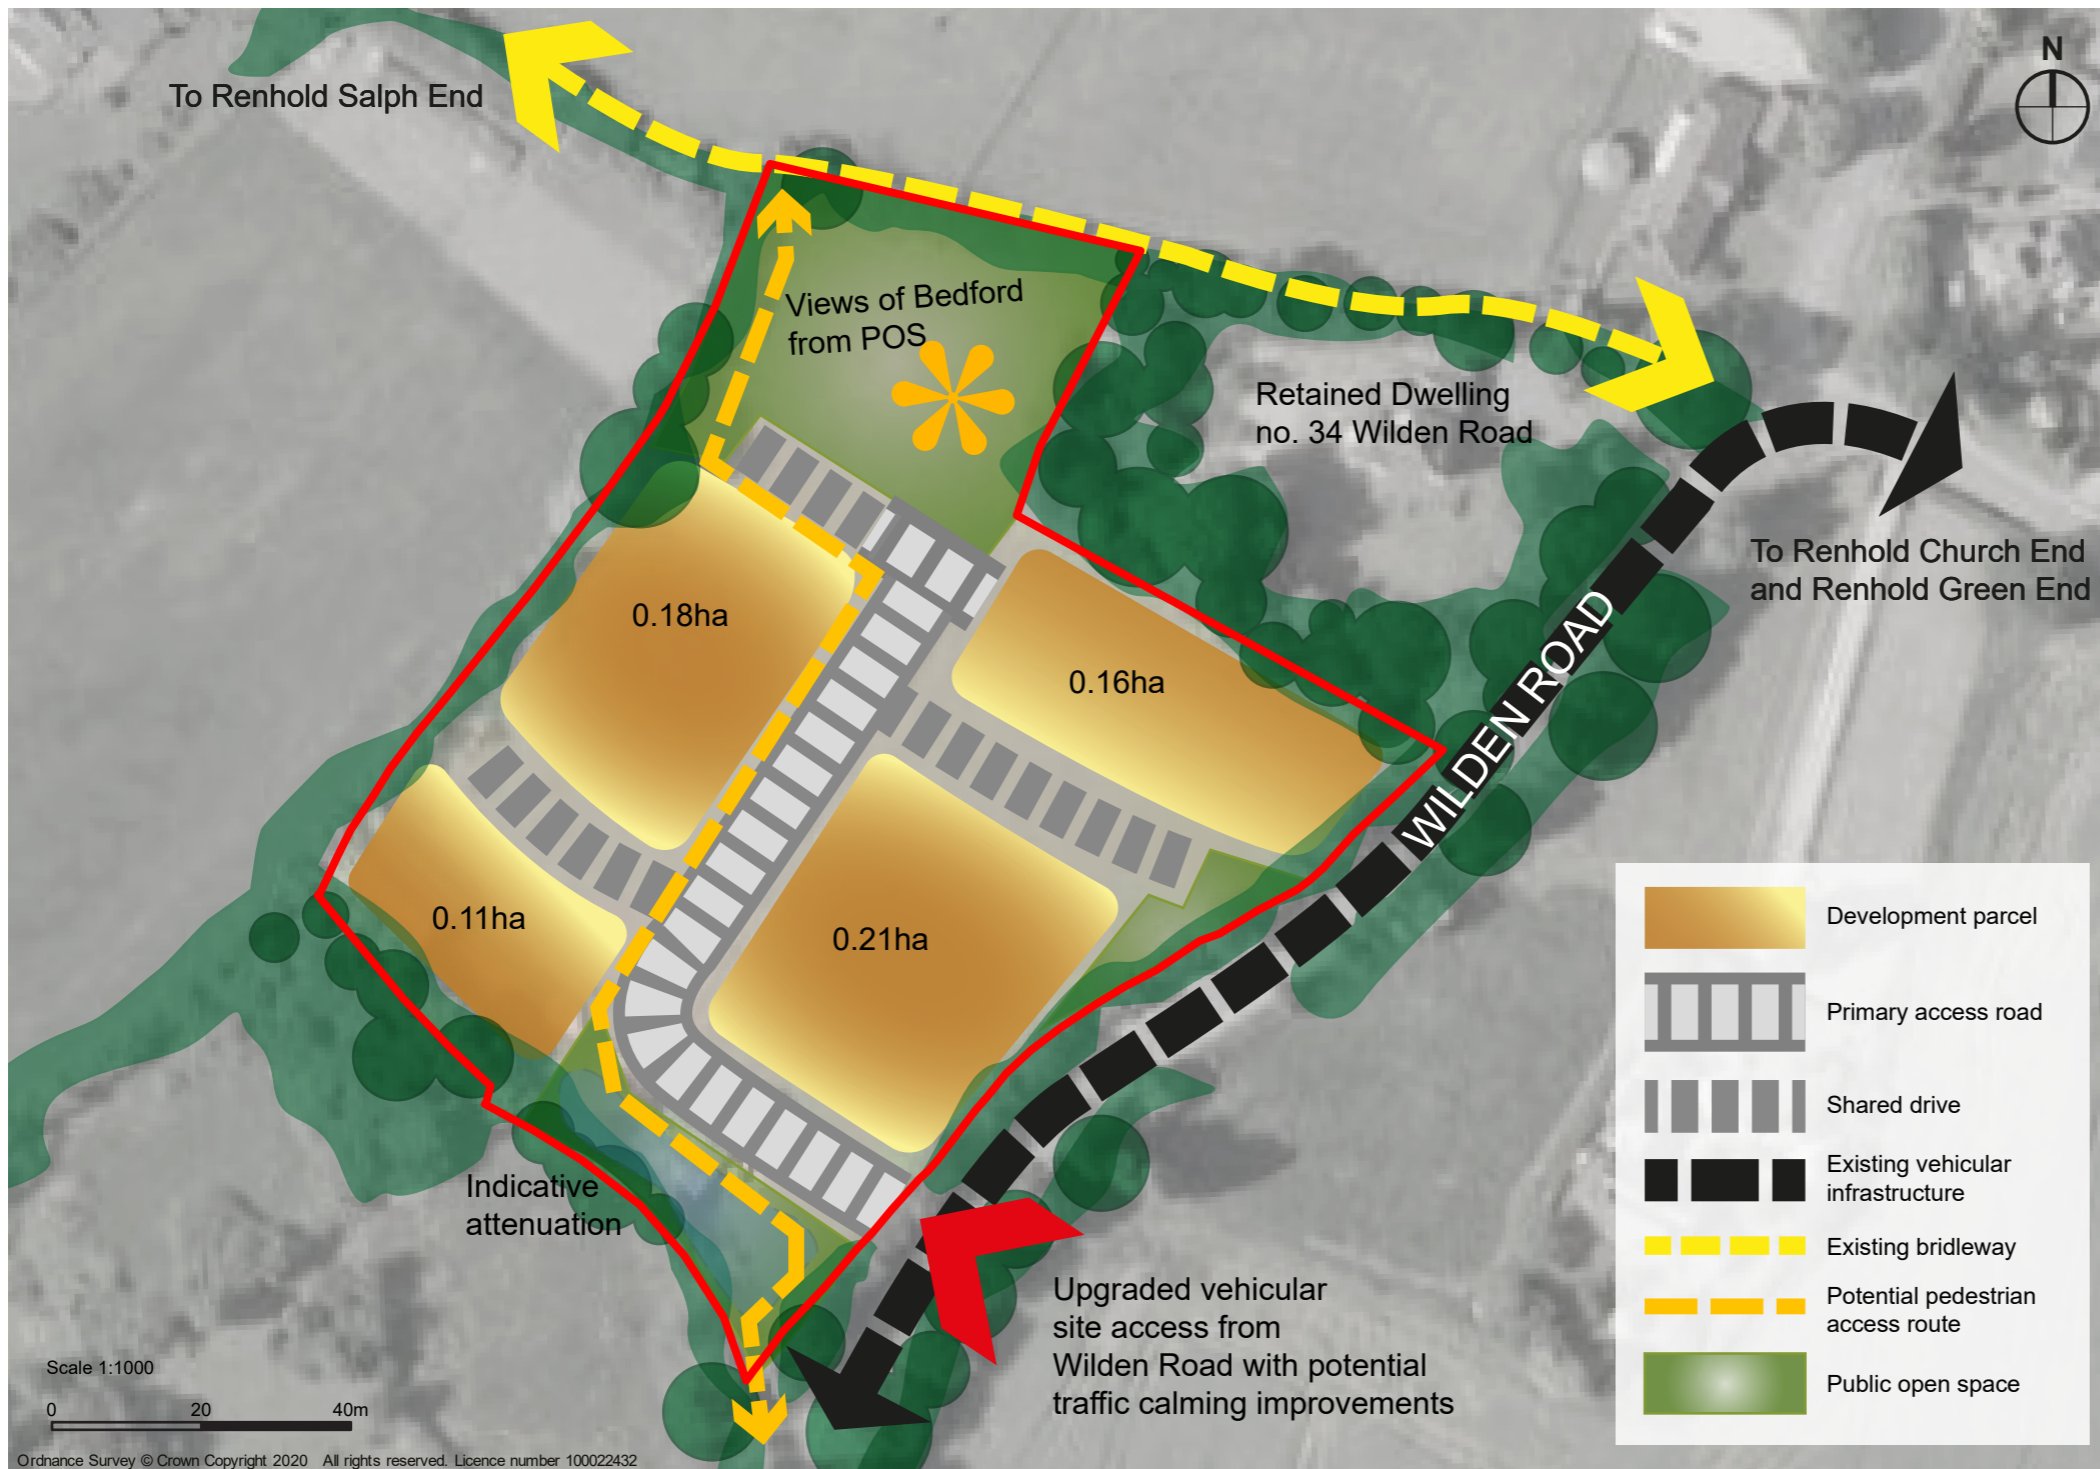 N
To Renhold Salph End
Views of Bedford
from POS
Retained Dwelling
no. 34 Wilden Road
To Renhold Church End
and Renhold Green End
WILDEN ROAD
0.18ha
0.16ha
0.11ha
0.21ha
Indicative
attenuation
Upgraded vehicular
site access from
Wilden Road with potential
traffic calming improvements
Development parcel
Primary access road
Shared drive
Existing vehicular
infrastructure
Existing bridleway
Potential pedestrian
access route
Public open space
Scale 1:1000
0 20 40m
Ordnance Survey © Crown Copyright 2020 All rights reserved. Licence number 100022432